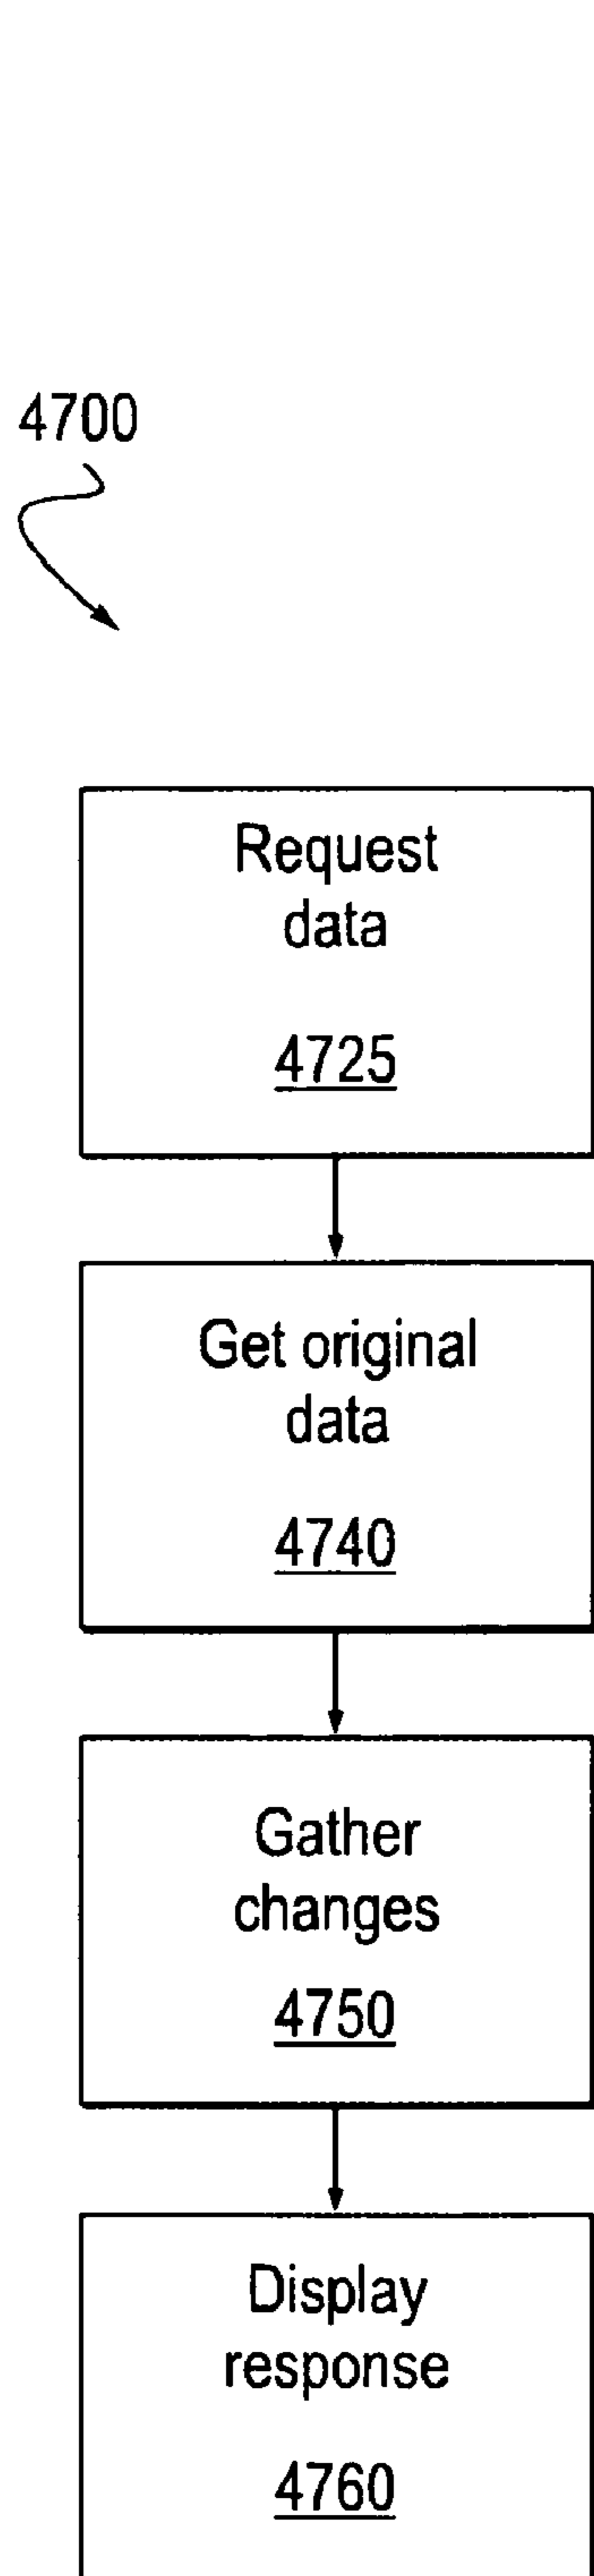 4700
Request
data
4725
Get original
data
4740
Gather
changes
4750
Display
response
4760